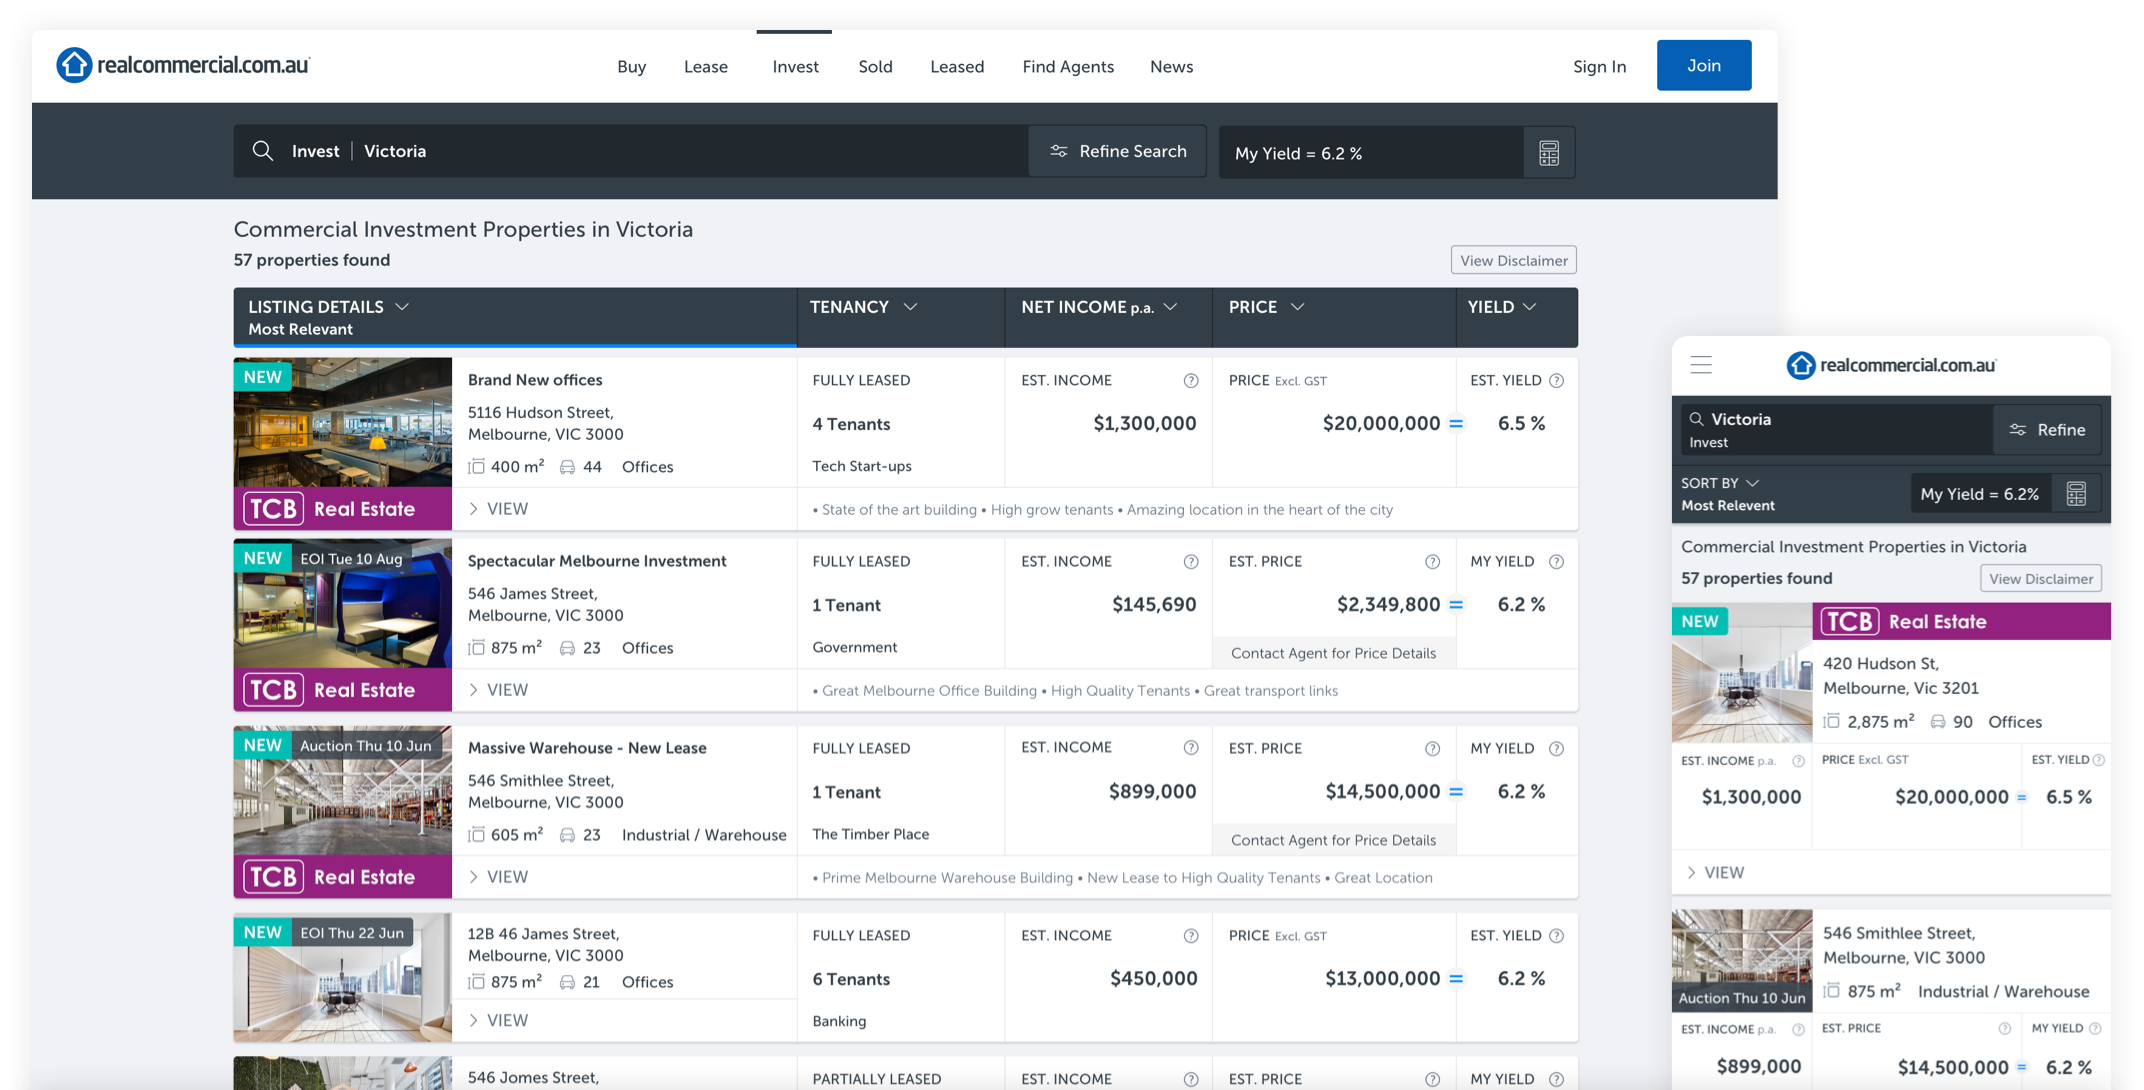 realcommercial.com.au
Buy Lease Invest Sold Leased Find Agents News
Sign In Join
Invest | Victoria
Refine Search
My Yield = 6.2 %
Commercial Investment Properties in Victoria
57 properties found
View Disclaimer
LISTING DETAILS TENANCY NET INCOME p.a. PRICE YIELD
Most Relevant
NEW
TCB Real Estate
Brand New offices
5116 Hudson Street,
Melbourne, VIC 3000
400 m² 44 Offices
VIEW
FULLY LEASED
4 Tenants
Tech Start-ups
EST. INCOME ?
$1,300,000
PRICE Excl. GST
$20,000,000 =
EST. YIELD ?
6.5 %
• State of the art building • High grow tenants • Amazing location in the heart of the city
NEW EOI Tue 10 Aug
TCB Real Estate
Spectacular Melbourne Investment
546 James Street,
Melbourne, VIC 3000
875 m² 23 Offices
VIEW
FULLY LEASED
1 Tenant
Government
EST. INCOME ?
$145,690
EST. PRICE ?
$2,349,800 =
Contact Agent for Price Details
MY YIELD ?
6.2 %
• Great Melbourne Office Building • High Quality Tenants • Great transport links
NEW Auction Thu 10 Jun
TCB Real Estate
Massive Warehouse - New Lease
546 Smithlee Street,
Melbourne, VIC 3000
605 m² 23 Industrial / Warehouse
VIEW
FULLY LEASED
1 Tenant
The Timber Place
EST. INCOME ?
$899,000
EST. PRICE ?
$14,500,000 =
Contact Agent for Price Details
MY YIELD ?
6.2 %
• Prime Melbourne Warehouse Building • New Lease to High Quality Tenants • Great Location
NEW EOI Thu 22 Jun
12B 46 James Street,
Melbourne, VIC 3000
875 m² 21 Offices
VIEW
FULLY LEASED
6 Tenants
Banking
EST. INCOME ?
$450,000
PRICE Excl. GST
$13,000,000 =
EST. YIELD ?
6.2 %
546 Jomes Street,
PARTIALLY LEASED
EST. INCOME ?
EST. PRICE ?
MY YIELD ?
realcommercial.com.au
Victoria
Invest
Refine
SORT BY
Most Relevent
My Yield = 6.2%
Commercial Investment Properties in Victoria
57 properties found
View Disclaimer
NEW
TCB Real Estate
420 Hudson St,
Melbourne, Vic 3201
2,875 m² 90 Offices
EST. INCOME p.a. ? PRICE Excl. GST EST. YIELD ?
$1,300,000 $20,000,000 = 6.5 %
VIEW
Auction Thu 10 Jun
546 Smithlee Street,
Melbourne, VIC 3000
875 m² Industrial / Warehouse
EST. INCOME p.a. ? EST. PRICE ? MY YIELD ?
$899,000 $14,500,000 = 6.2 %